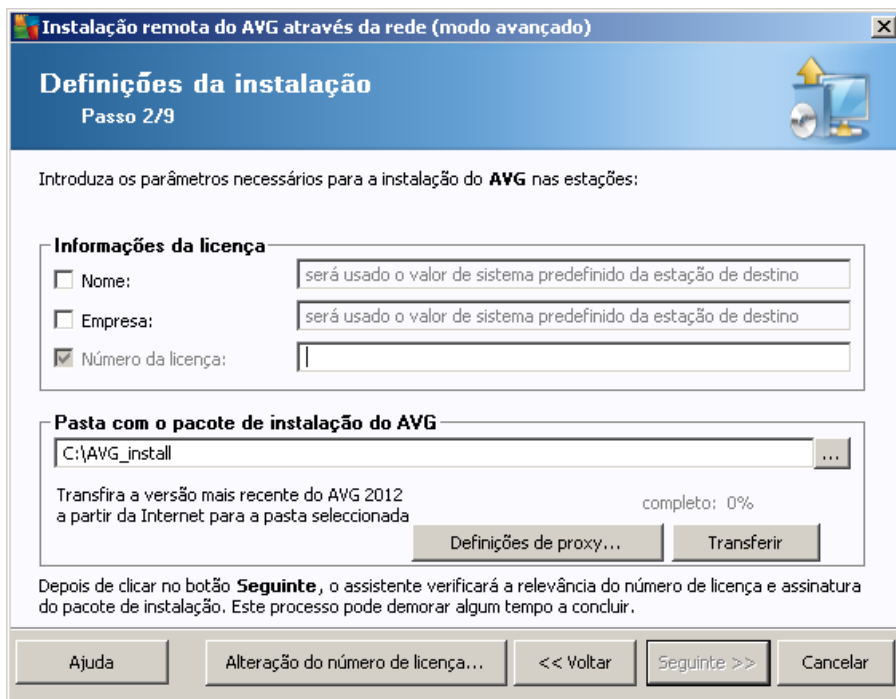 Instalação remota do AVG através da rede (modo avançado)
Definições da instalação
Passo 2/9
Introduza os parâmetros necessários para a instalação do AVG nas estações:
Informações da licença
Nome:
será usado o valor de sistema predefinido da estação de destino
Empresa:
será usado o valor de sistema predefinido da estação de destino
Número da licença:
Pasta com o pacote de instalação do AVG
C:\AVG_install
...
Transfira a versão mais recente do AVG 2012
a partir da Internet para a pasta seleccionada
completo: 0%
Definições de proxy...
Transferir
Depois de clicar no botão Seguinte, o assistente verificará a relevância do número de licença e assinatura
do pacote de instalação. Este processo pode demorar algum tempo a concluir.
Ajuda
Alteração do número de licença...
<< Voltar
Seguinte >>
Cancelar